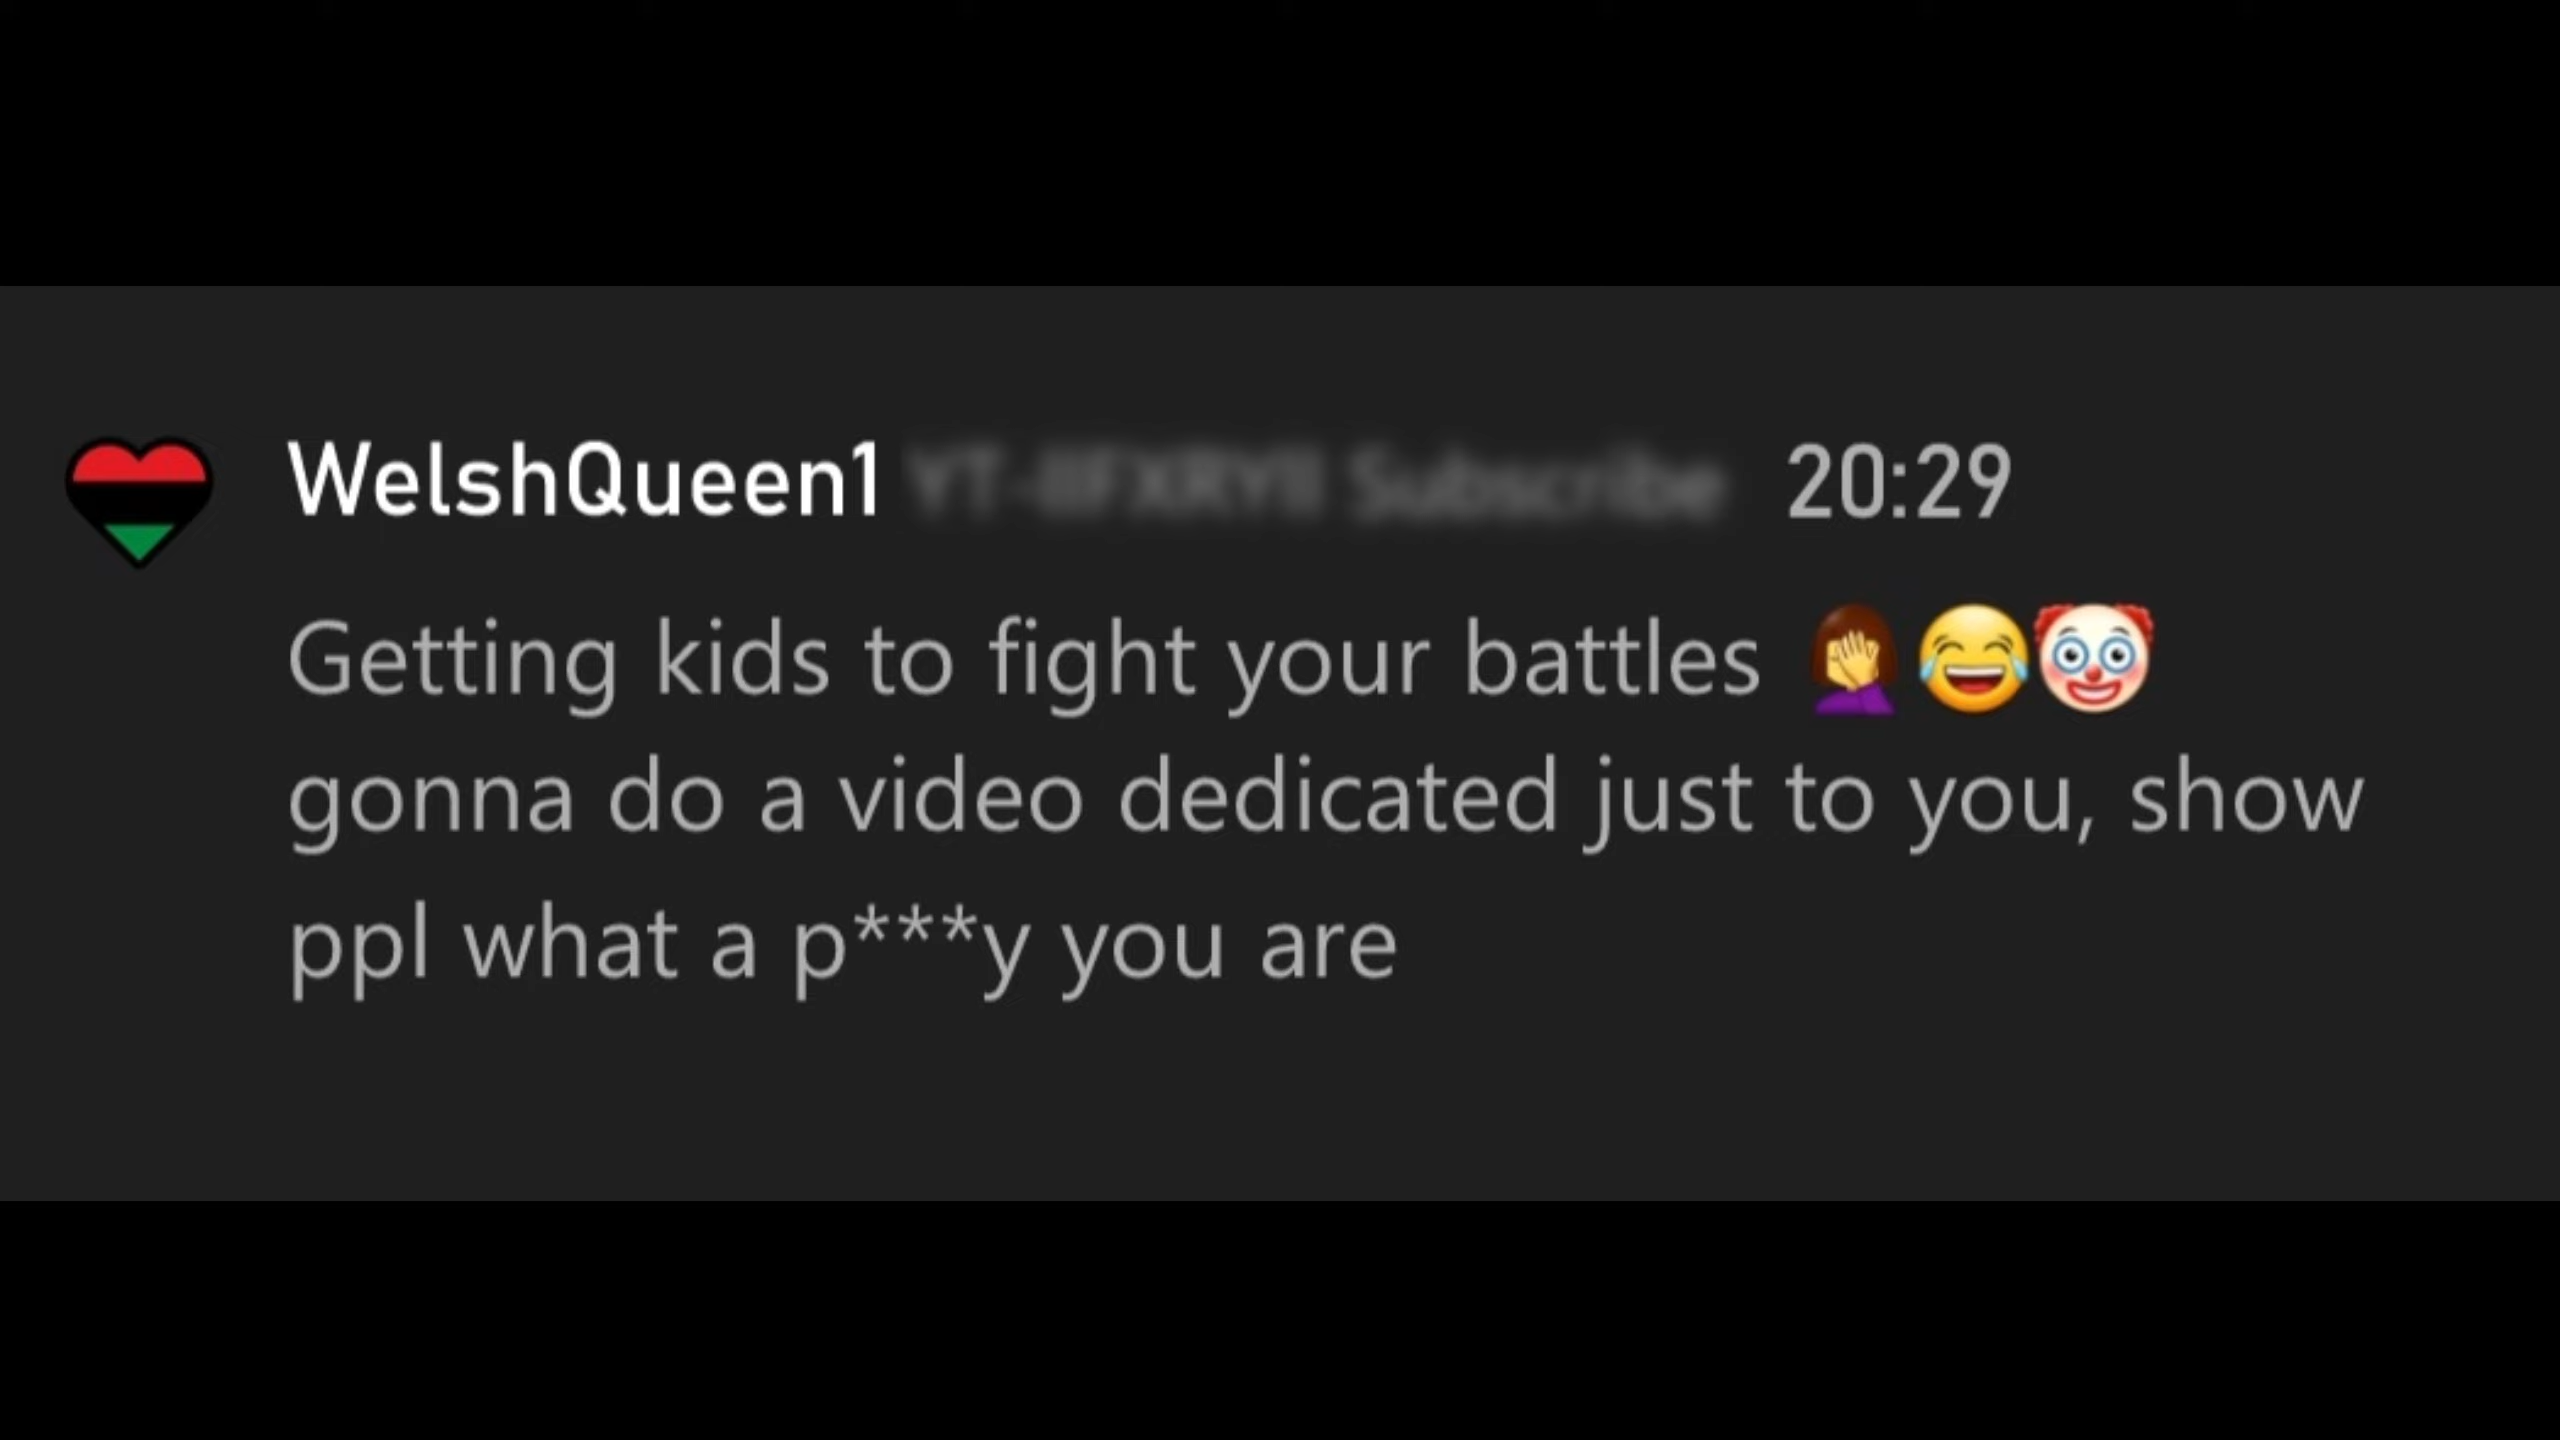 WelshQueen1 20:29
Getting kids to fight your battles 🤦‍♀️😂🤡
gonna do a video dedicated just to you, show
ppl what a p***y you are